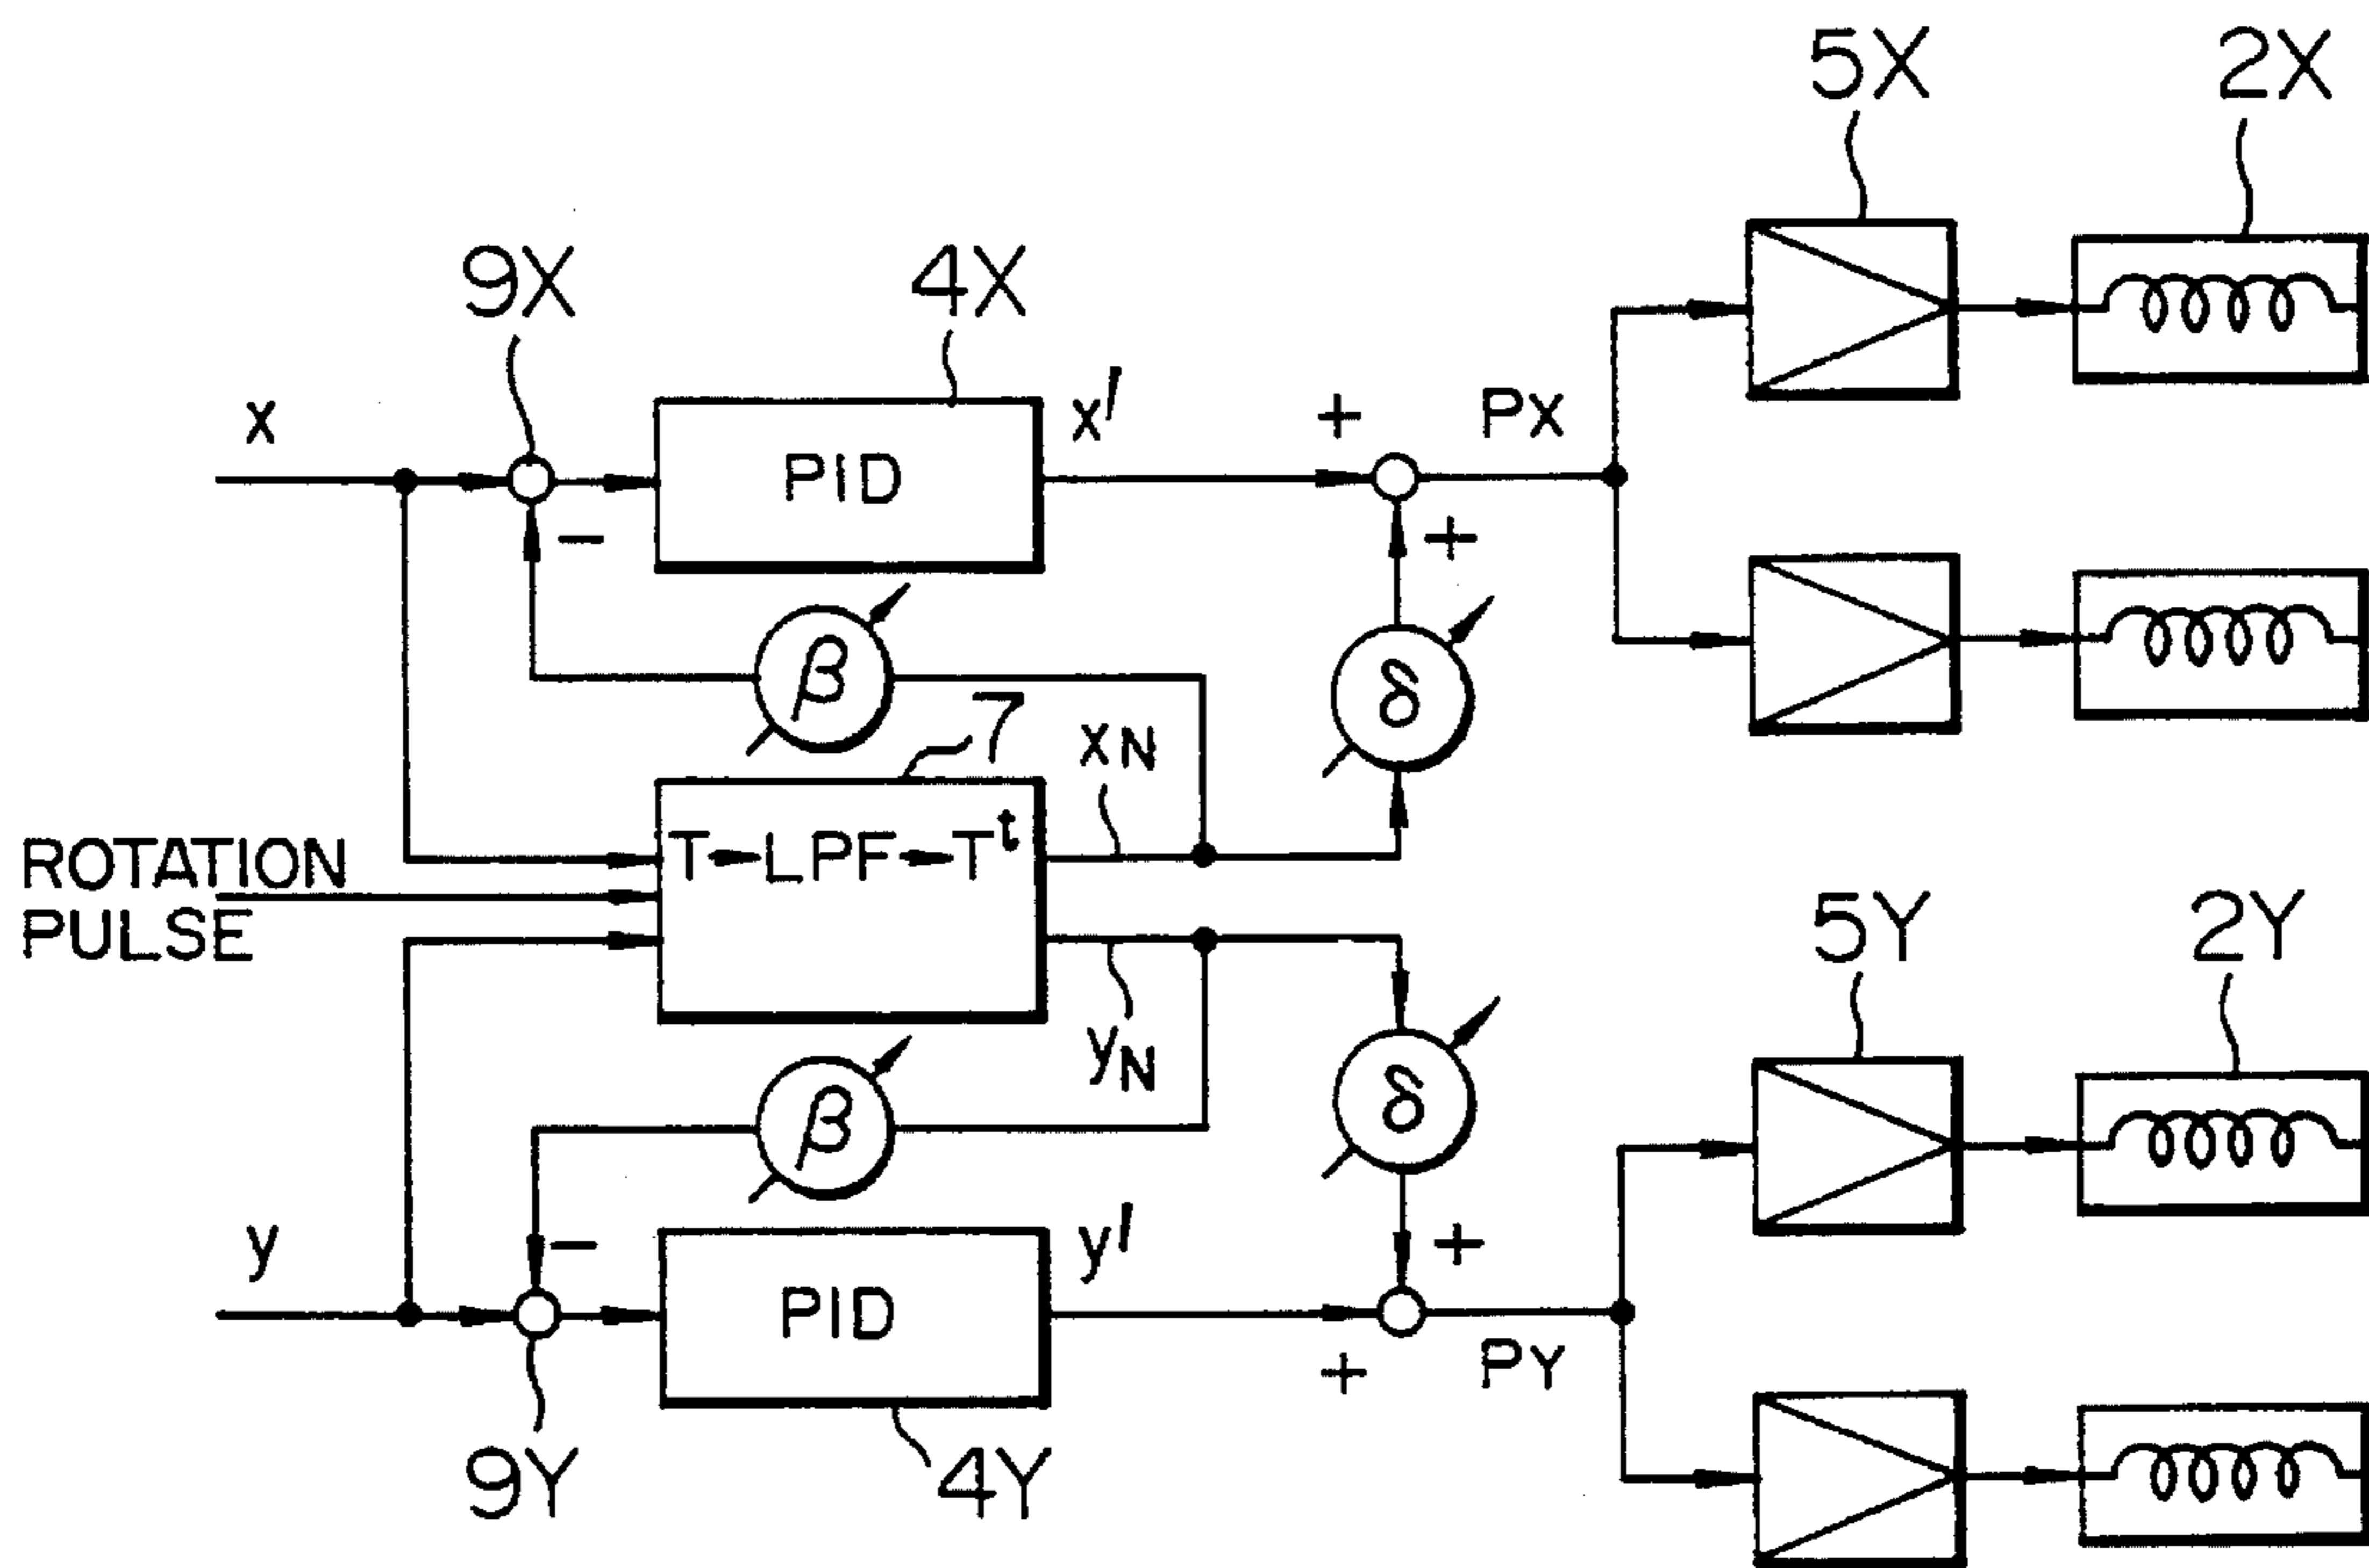 5X
2X
9X
4X
x
PID
x'
+
PX
−
+
β
δ
7
xN
T LPF T^t
ROTATION
PULSE
yN
5Y
2Y
β
δ
y
−
PID
y'
+
+
PY
9Y
4Y